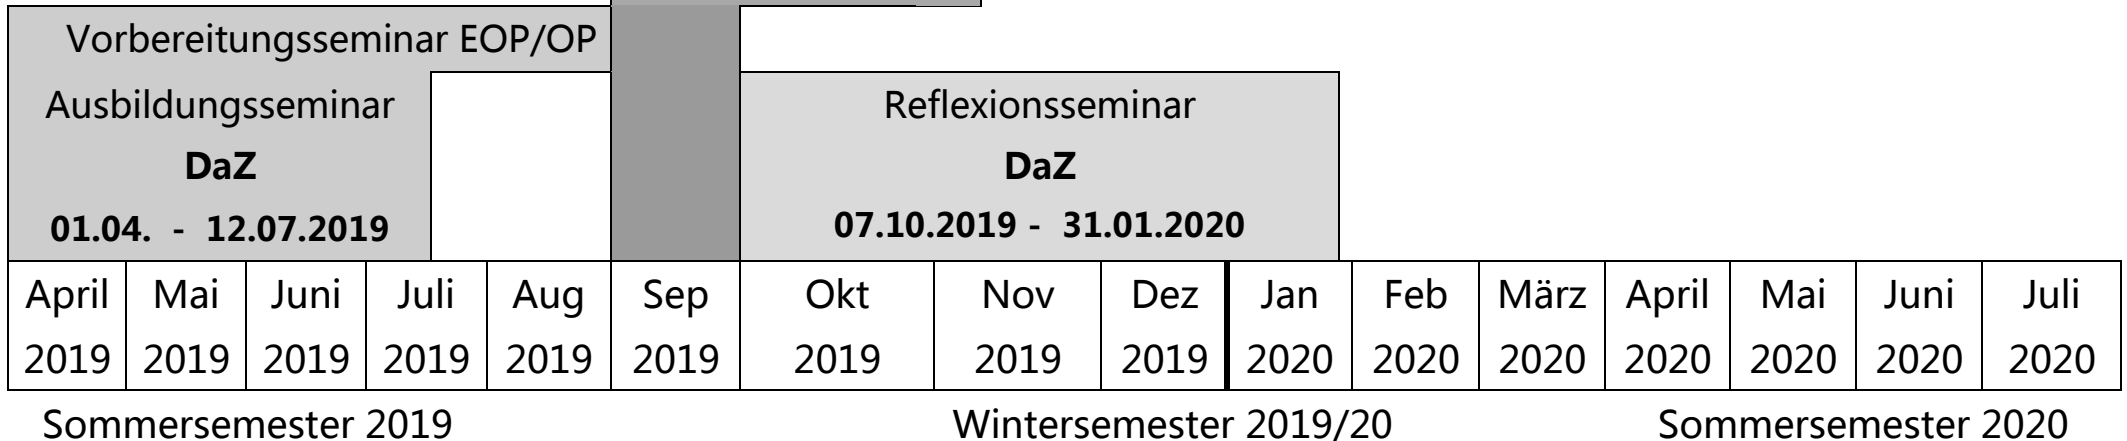 Vorbereitungsseminar EOP/OP
Ausbildungsseminar
DaZ
01.04. - 12.07.2019
Reflexionsseminar
DaZ
07.10.2019 - 31.01.2020
April Mai Juni Juli Aug Sep Okt Nov Dez Jan Feb März April Mai Juni Juli
2019 2019 2019 2019 2019 2019 2019 2019 2019 2020 2020 2020 2020 2020 2020 2020
Sommersemester 2019 Wintersemester 2019/20 Sommersemester 2020